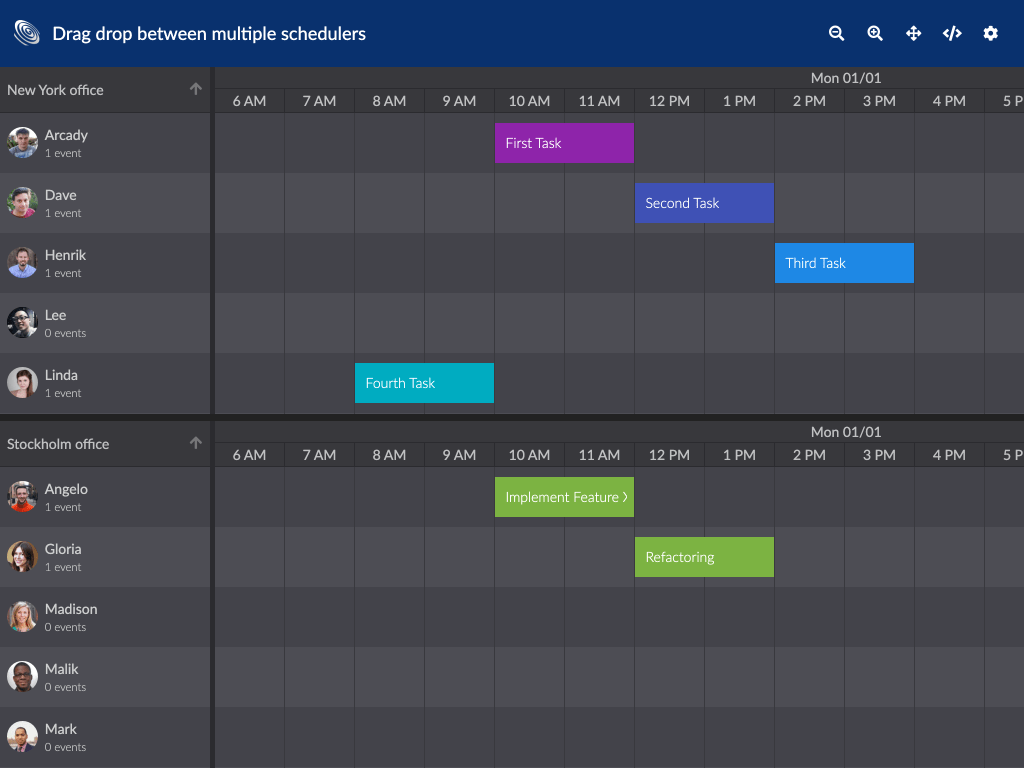 Drag drop between multiple schedulers
New York office
Mon 01/01
6 AM 7 AM 8 AM 9 AM 10 AM 11 AM 12 PM 1 PM 2 PM 3 PM 4 PM 5 P
Arcady
1 event
First Task
Dave
1 event
Second Task
Henrik
1 event
Third Task
Lee
0 events
Linda
1 event
Fourth Task
Stockholm office
Mon 01/01
6 AM 7 AM 8 AM 9 AM 10 AM 11 AM 12 PM 1 PM 2 PM 3 PM 4 PM 5 P
Angelo
1 event
Implement Feature
Gloria
1 event
Refactoring
Madison
0 events
Malik
0 events
Mark
0 events